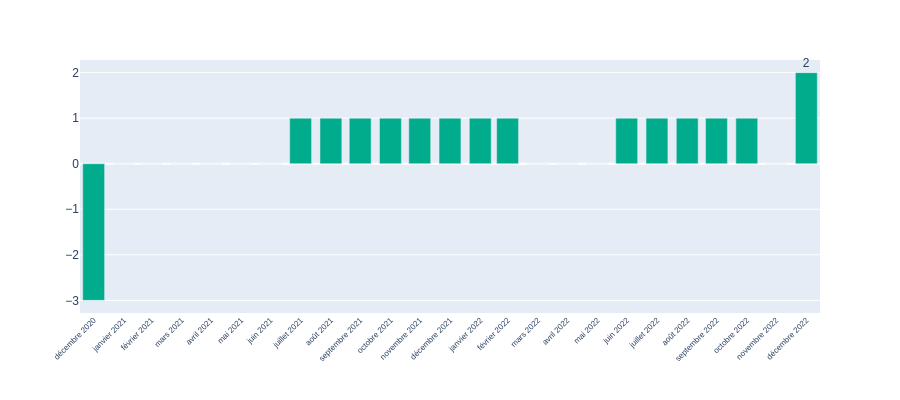 2
2
1
0
−1
−2
−3
décembre 2020
janvier 2021
février 2021
mars 2021
avril 2021
mai 2021
juin 2021
juillet 2021
août 2021
septembre 2021
octobre 2021
novembre 2021
décembre 2021
janvier 2022
février 2022
mars 2022
avril 2022
mai 2022
juin 2022
juillet 2022
août 2022
septembre 2022
octobre 2022
novembre 2022
décembre 2022